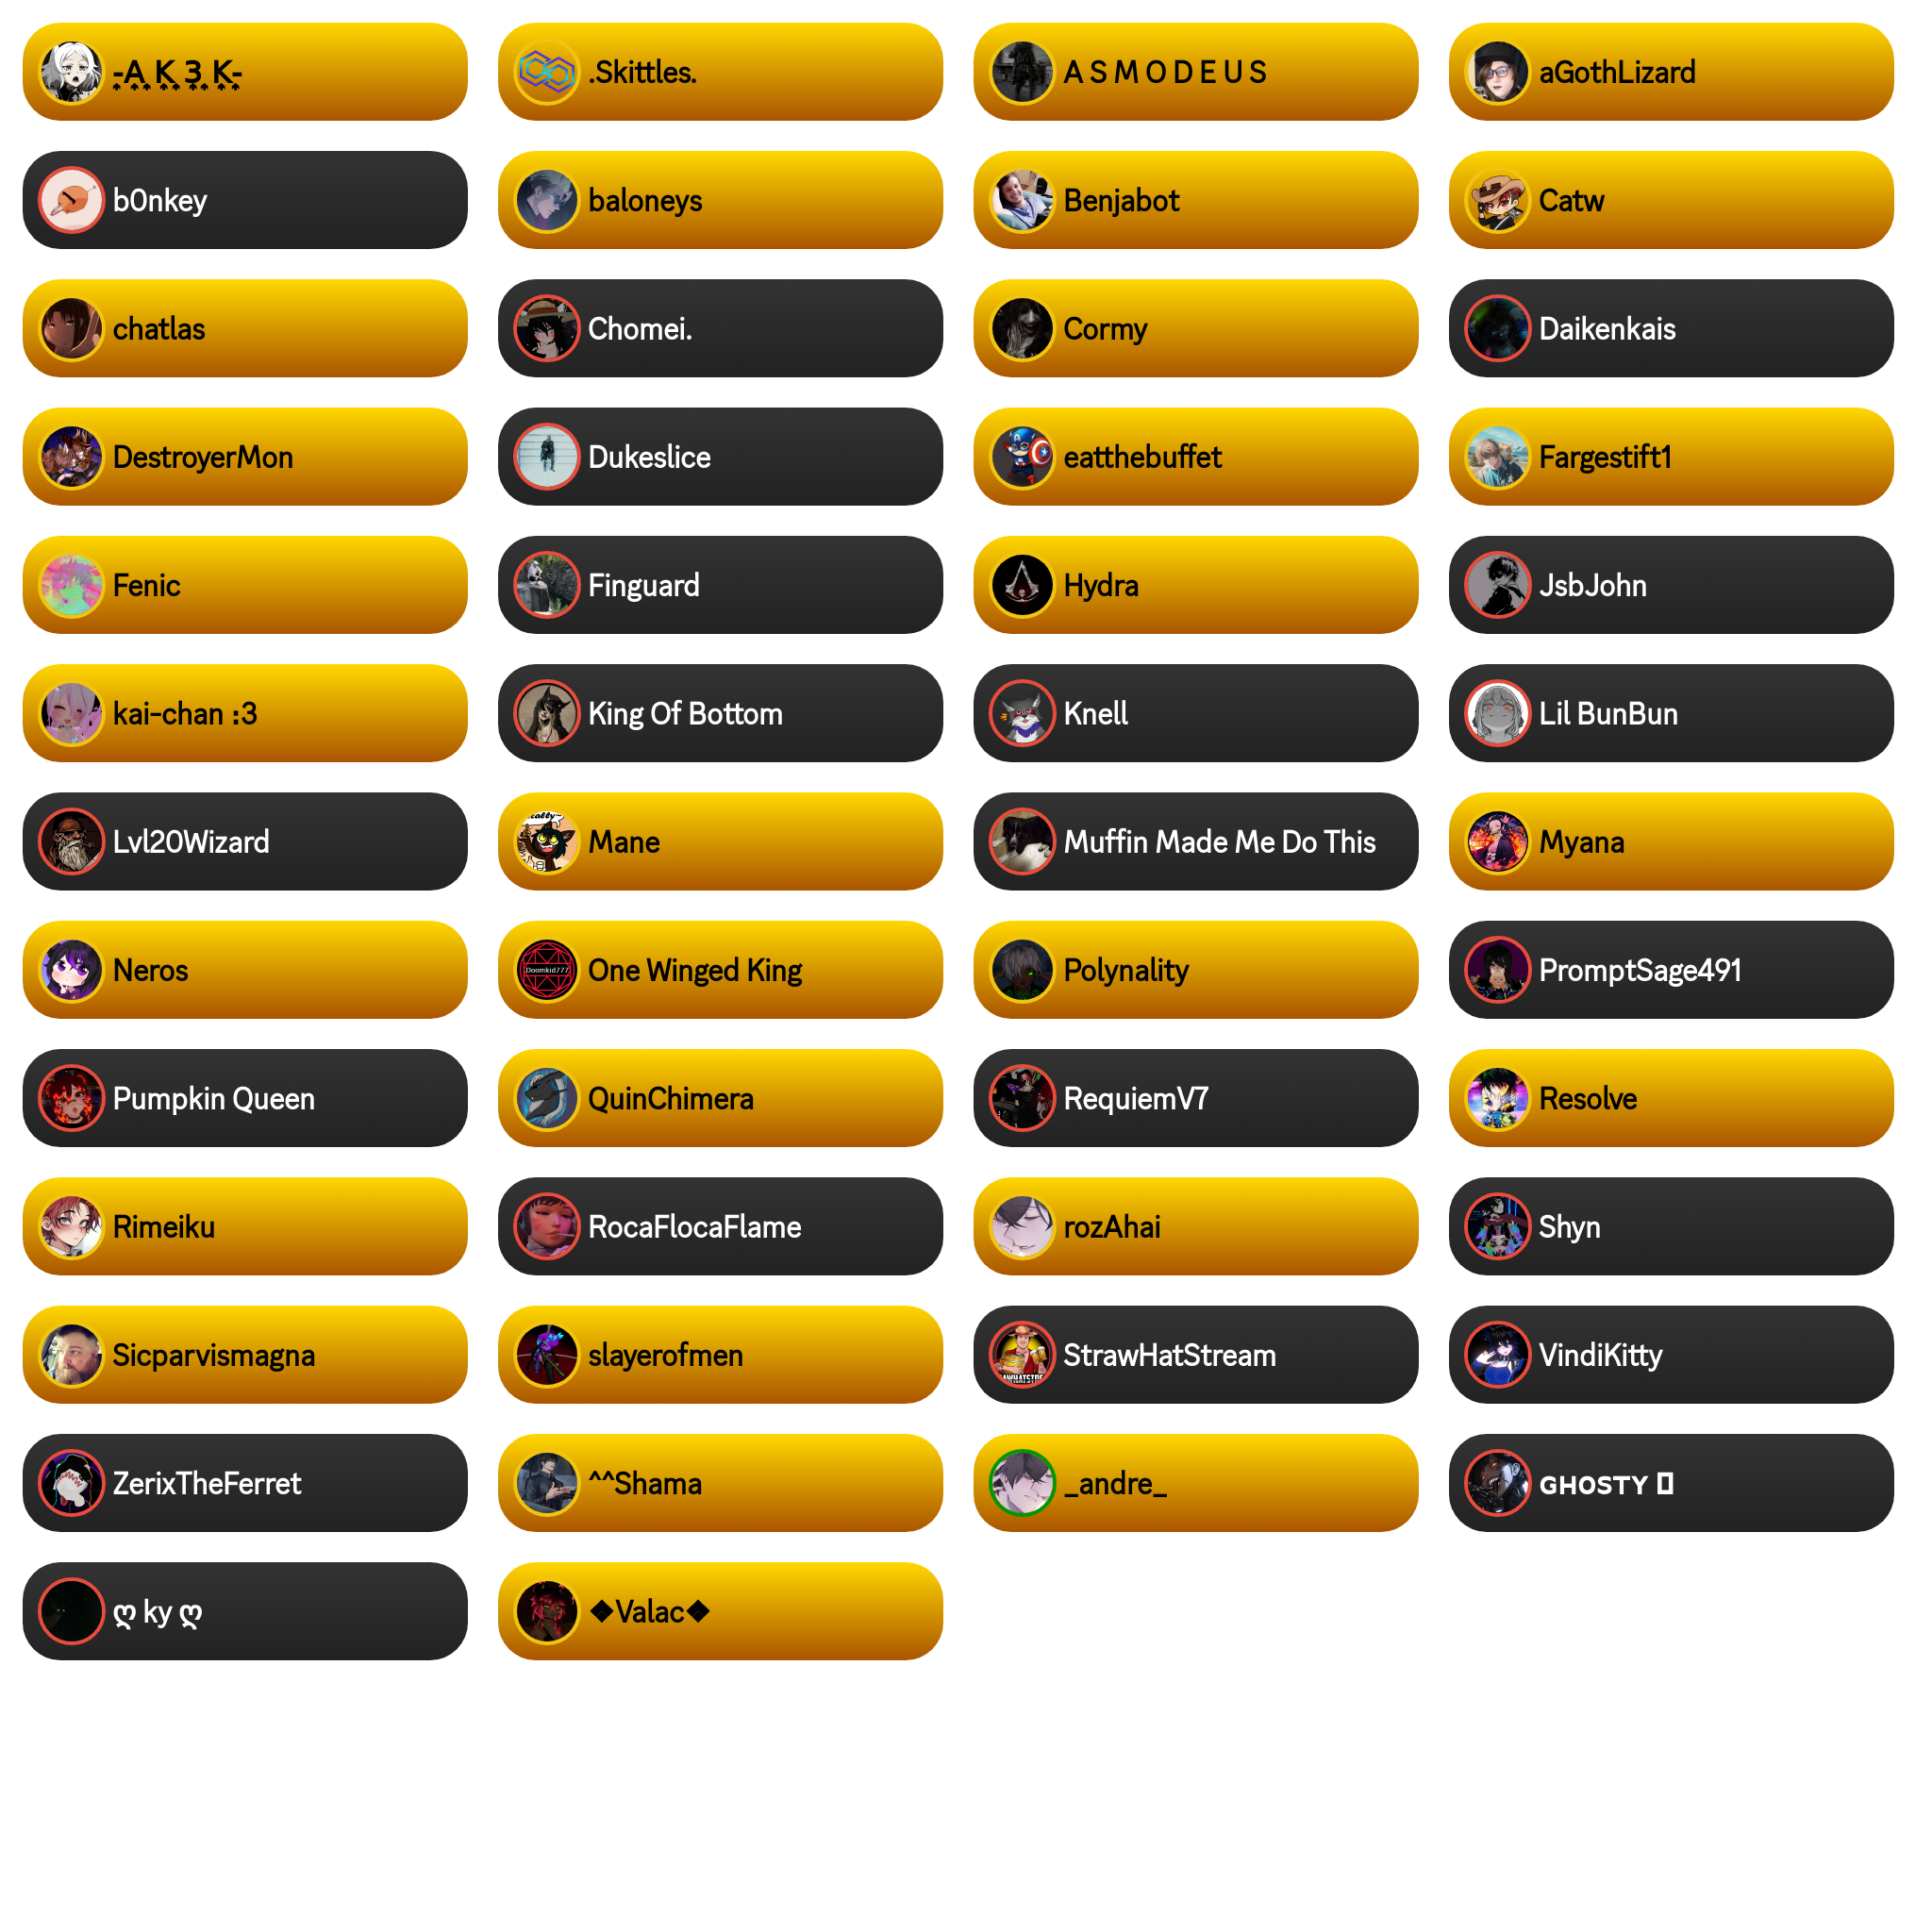 -A K 3 K-
.Skittles.
A S M O D E U S
aGothLizard
b0nkey
baloneys
Benjabot
Catw
chatlas
Chomei.
Cormy
Daikenkais
DestroyerMon
Dukeslice
eatthebuffet
Fargestift1
Fenic
Finguard
Hydra
JsbJohn
kai-chan :3
King Of Bottom
Knell
Lil BunBun
Lvl20Wizard
Mane
Muffin Made Me Do This
Myana
Neros
Doomkid777
One Winged King
Polynality
PromptSage491
Pumpkin Queen
QuinChimera
RequiemV7
Resolve
Rimeiku
RocaFlocaFlame
rozAhai
Shyn
Sicparvismagna
slayerofmen
StrawHatStream
VindiKitty
ZerixTheFerret
^^Shama
_andre_
ɢʜᴏꜱᴛʏ
ღ ky ღ
❖Valac❖